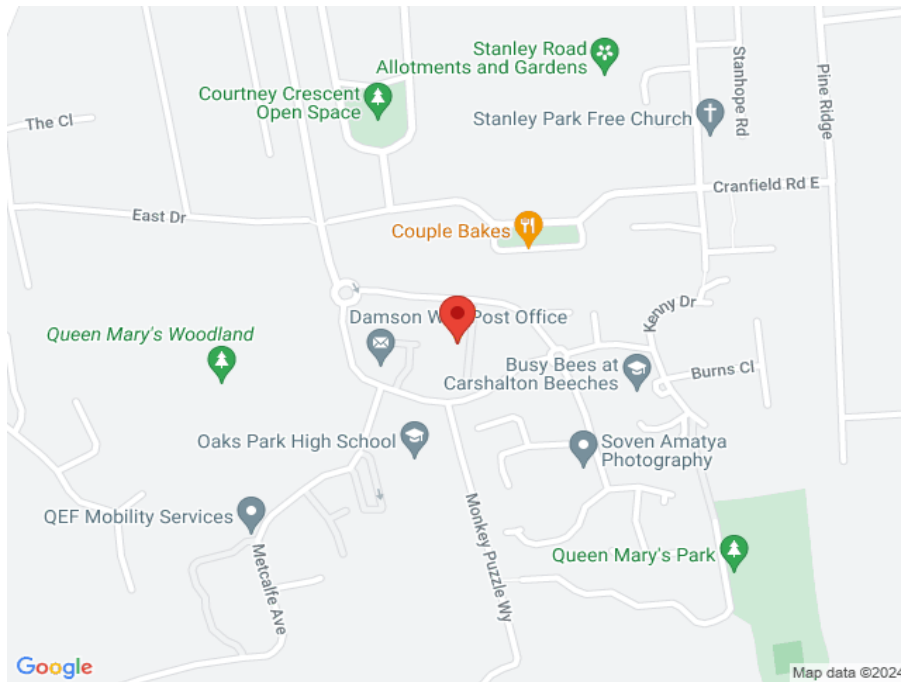 Stanley Road
Allotments and Gardens
Courtney Crescent
Open Space
Stanhope Rd
Pine Ridge
The Cl
Stanley Park Free Church
Cranfield Rd E
East Dr
Couple Bakes
Kenny Dr
Damson W Post Office
Queen Mary's Woodland
Busy Bees at
Carshalton Beeches
Burns Cl
Oaks Park High School
Soven Amatya
Photography
QEF Mobility Services
Monkey Puzzle Wy
Metcalfe Ave
Queen Mary's Park
Google
Map data ©2024